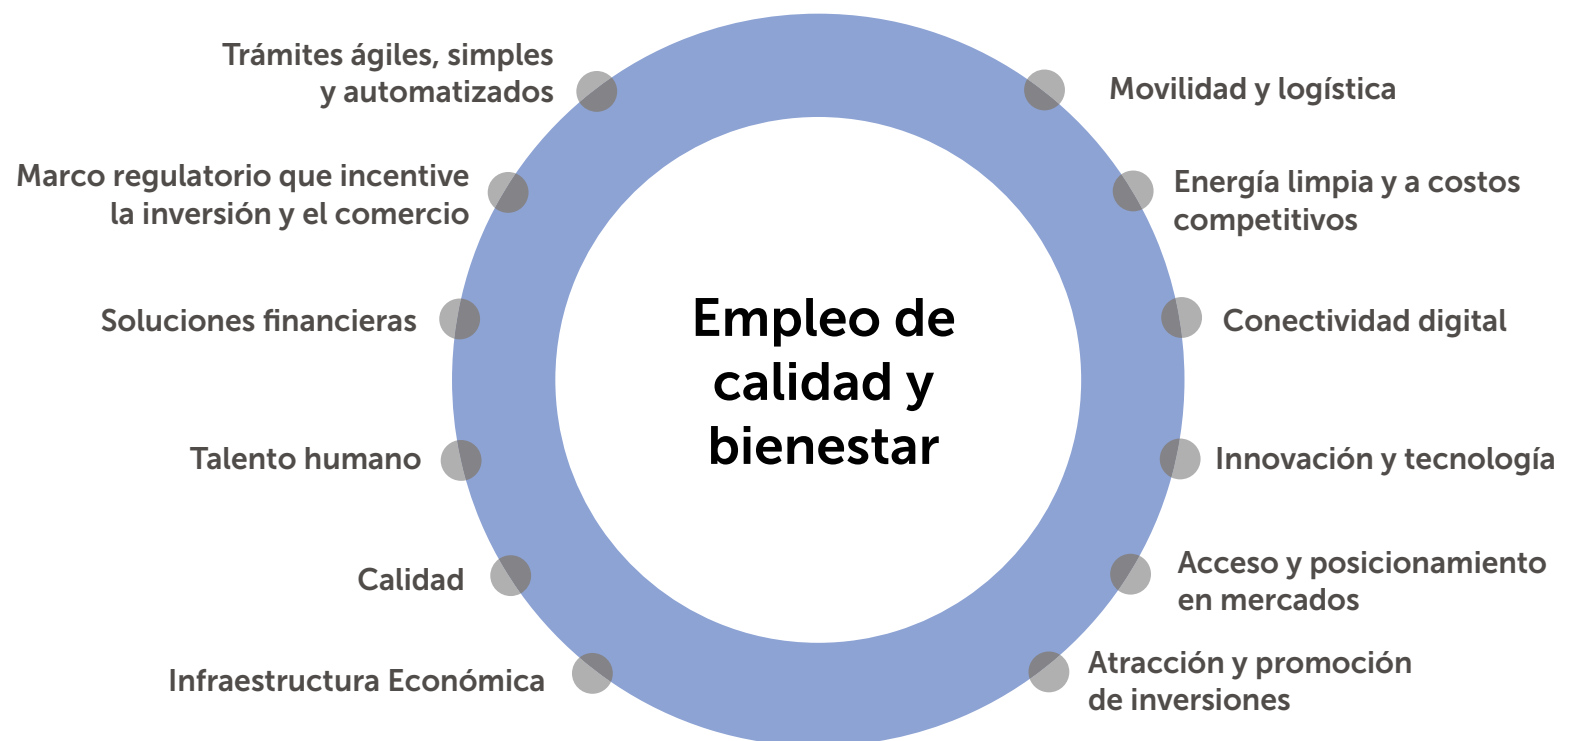 Trámites ágiles, simples
y automatizados
Marco regulatorio que incentive
la inversión y el comercio
Soluciones financieras
Talento humano
Calidad
Infraestructura Económica
Empleo de
calidad y
bienestar
Movilidad y logística
Energía limpia y a costos
competitivos
Conectividad digital
Innovación y tecnología
Acceso y posicionamiento
en mercados
Atracción y promoción
de inversiones